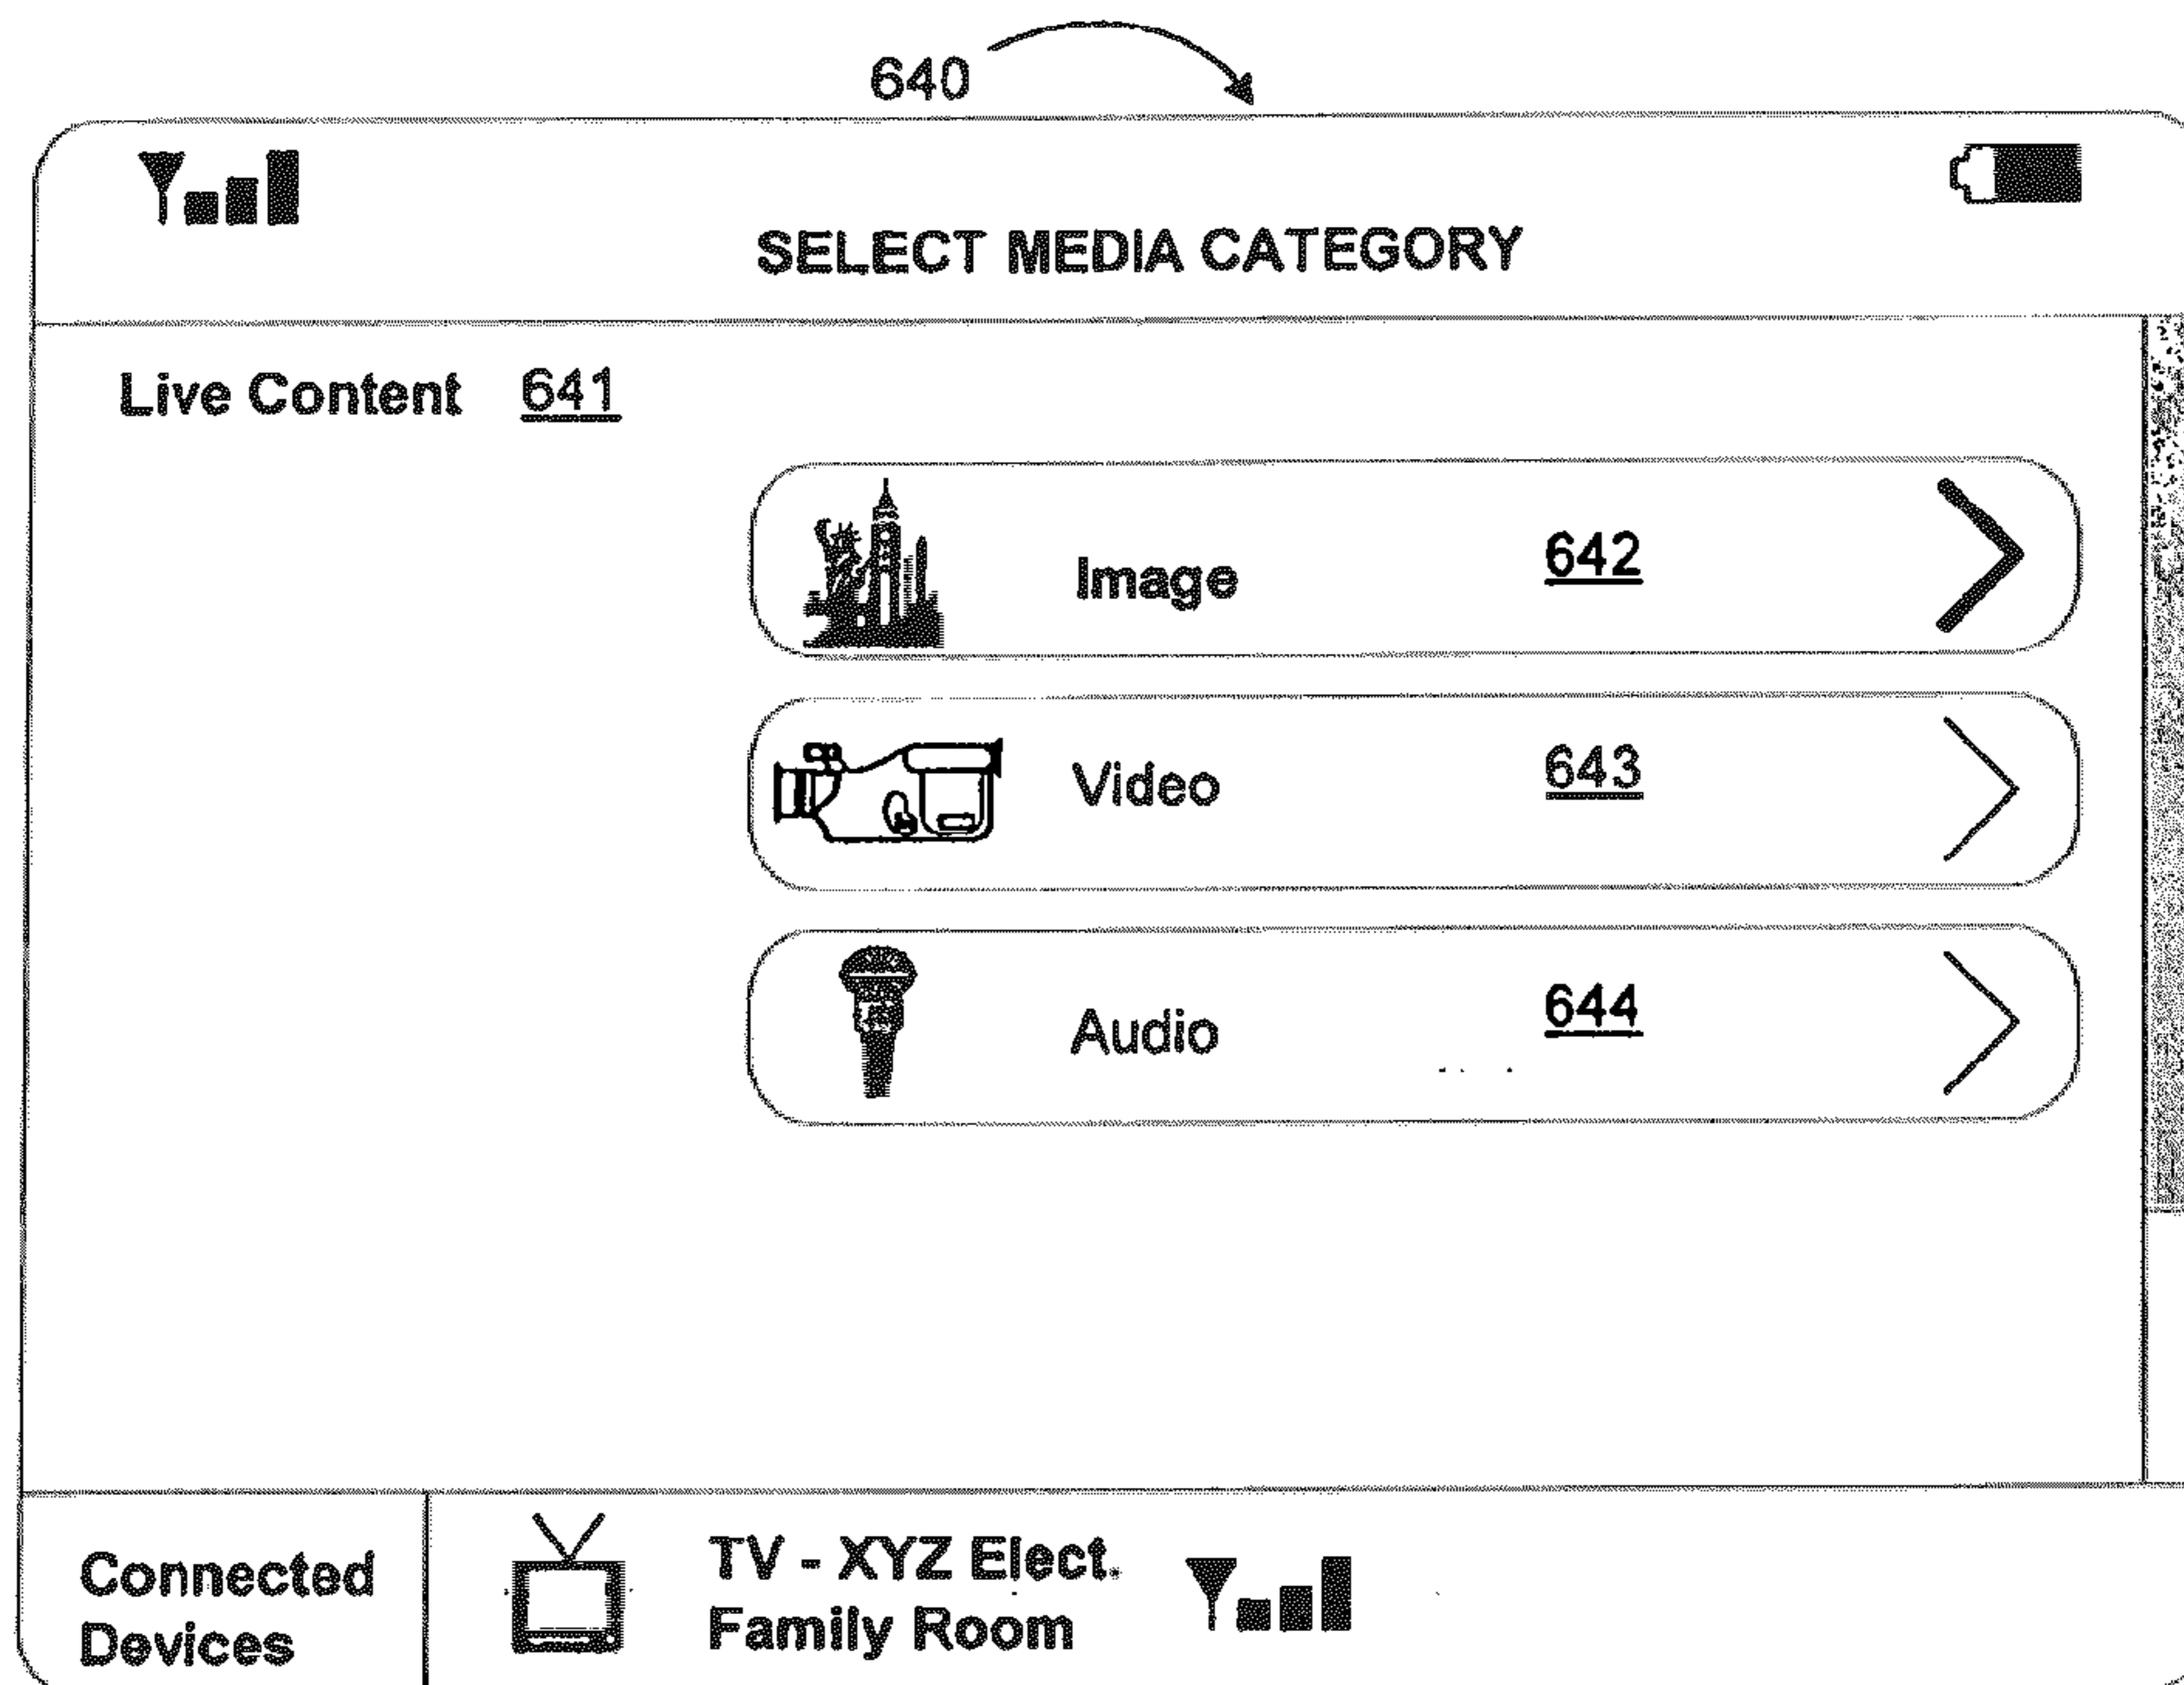 640
SELECT MEDIA CATEGORY
Live Content 641
Image 642
Video 643
Audio 644
Connected
Devices
TV - XYZ Elect.
Family Room